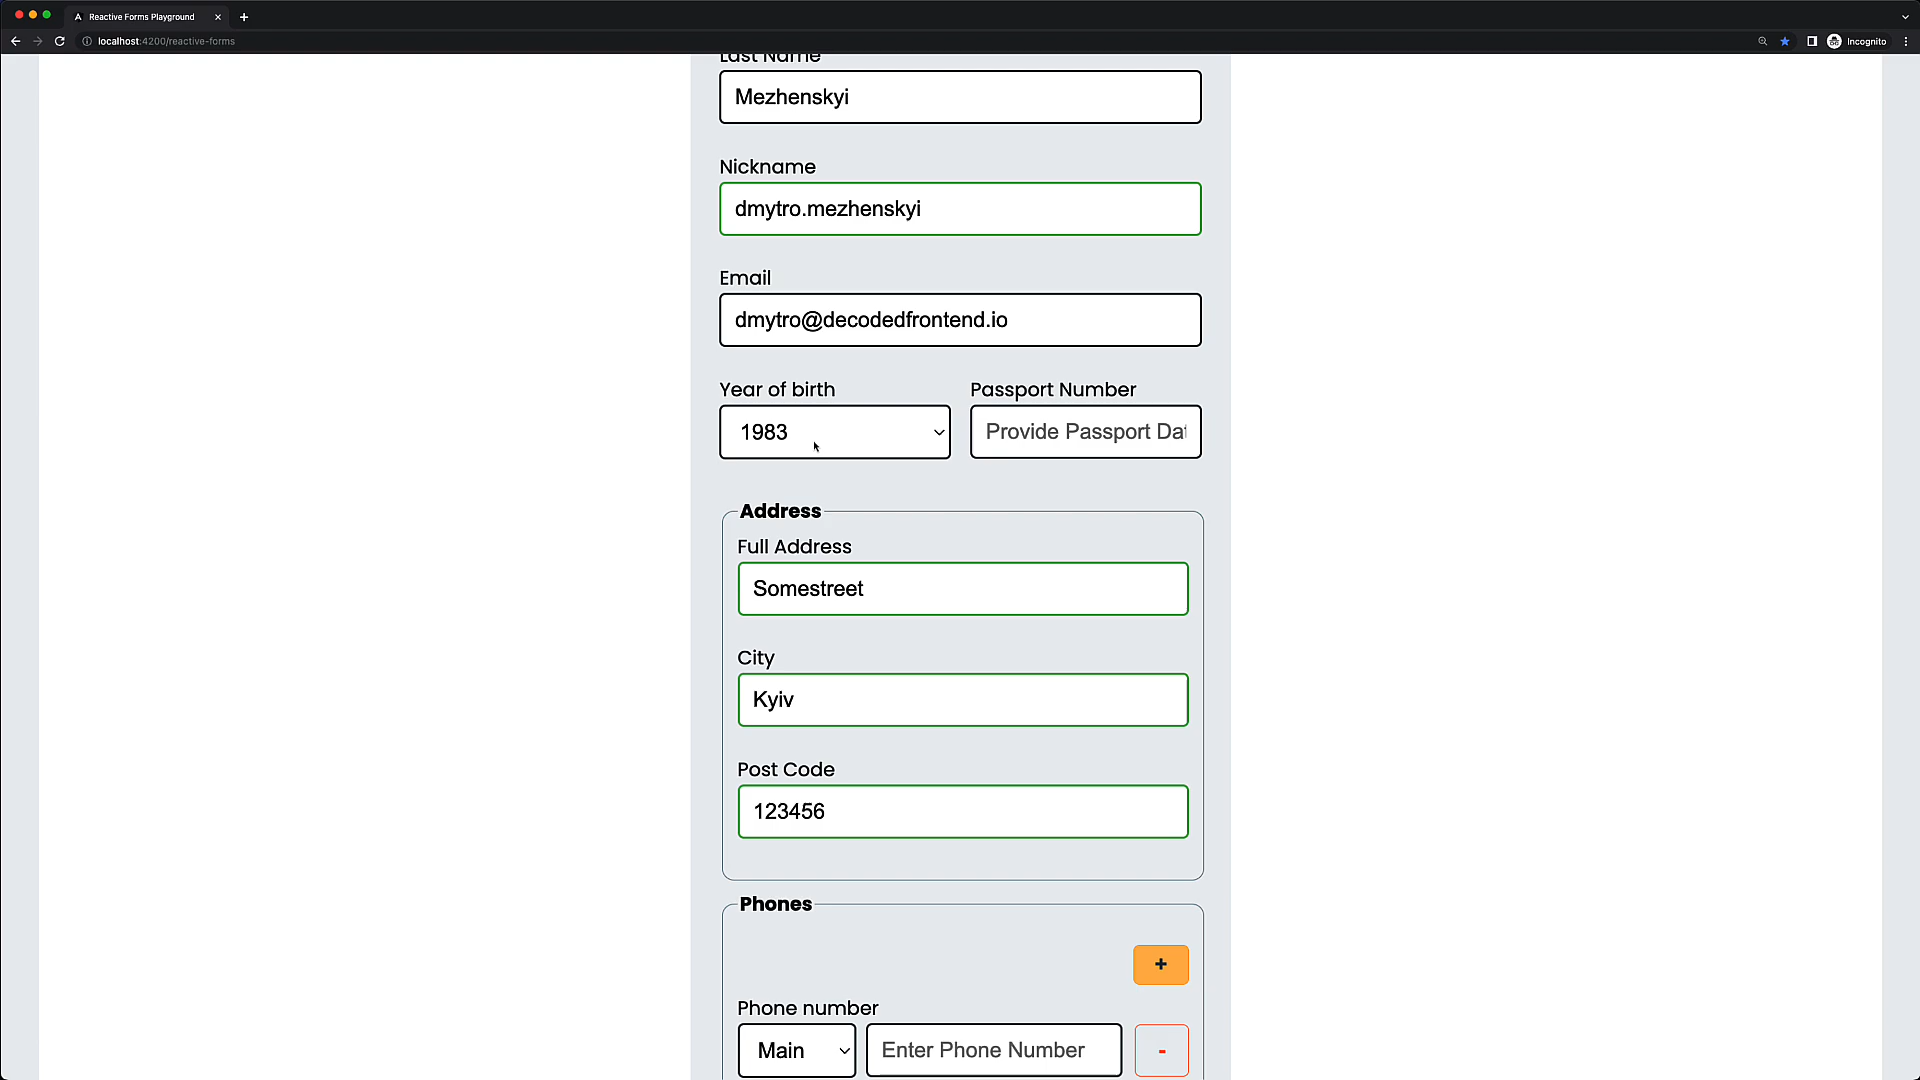 Reactive Forms Playground
localhost:4200/reactive-forms
Incognito
Last Name
Mezhenskyi
Nickname
dmytro.mezhenskyi
Email
dmytro@decodedfrontend.io
Year of birth
Passport Number
1983
Provide Passport Dat
Address
Full Address
Somestreet
City
Kyiv
Post Code
123456
Phones
+
Phone number
Main
Enter Phone Number
-